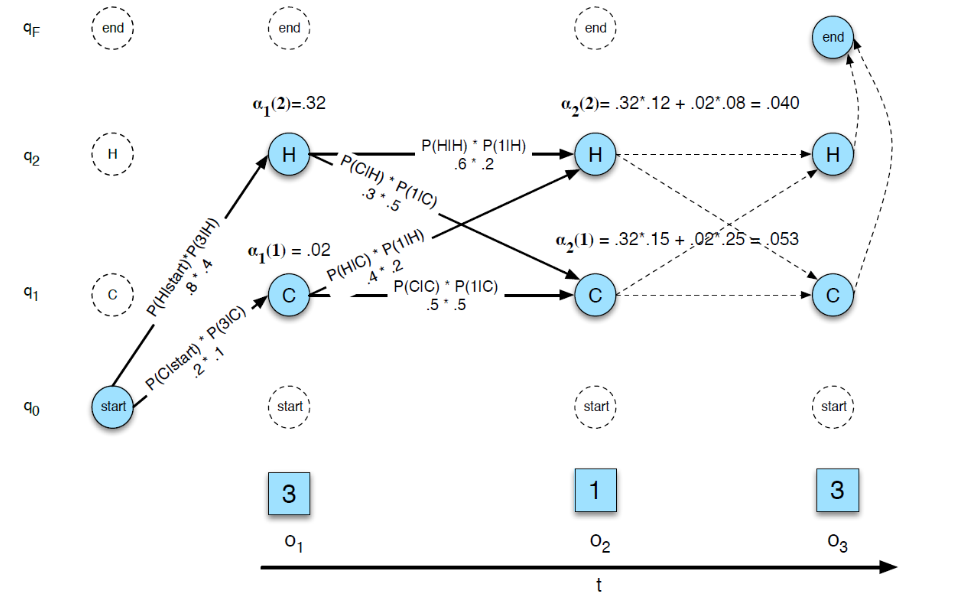 qF end end end end
α1(2)=.32 α2(2)= .32*.12 + .02*.08 = .040
q2 H H H H
P(H|H) * P(1|H)
.6 * .2
P(C|H) * P(1|C)
.3 * .5
P(H|start)*P(3|H)
.8 * .4
α1(1) = .02 α2(1) = .32*.15 + .02*.25 = .053
P(H|C) * P(1|H)
.4 * .2
q1 C C C C
P(C|C) * P(1|C)
.5 * .5
P(C|start) * P(3|C)
.2 * .1
q0 start start start start
3 1 3
o1 o2 o3
t